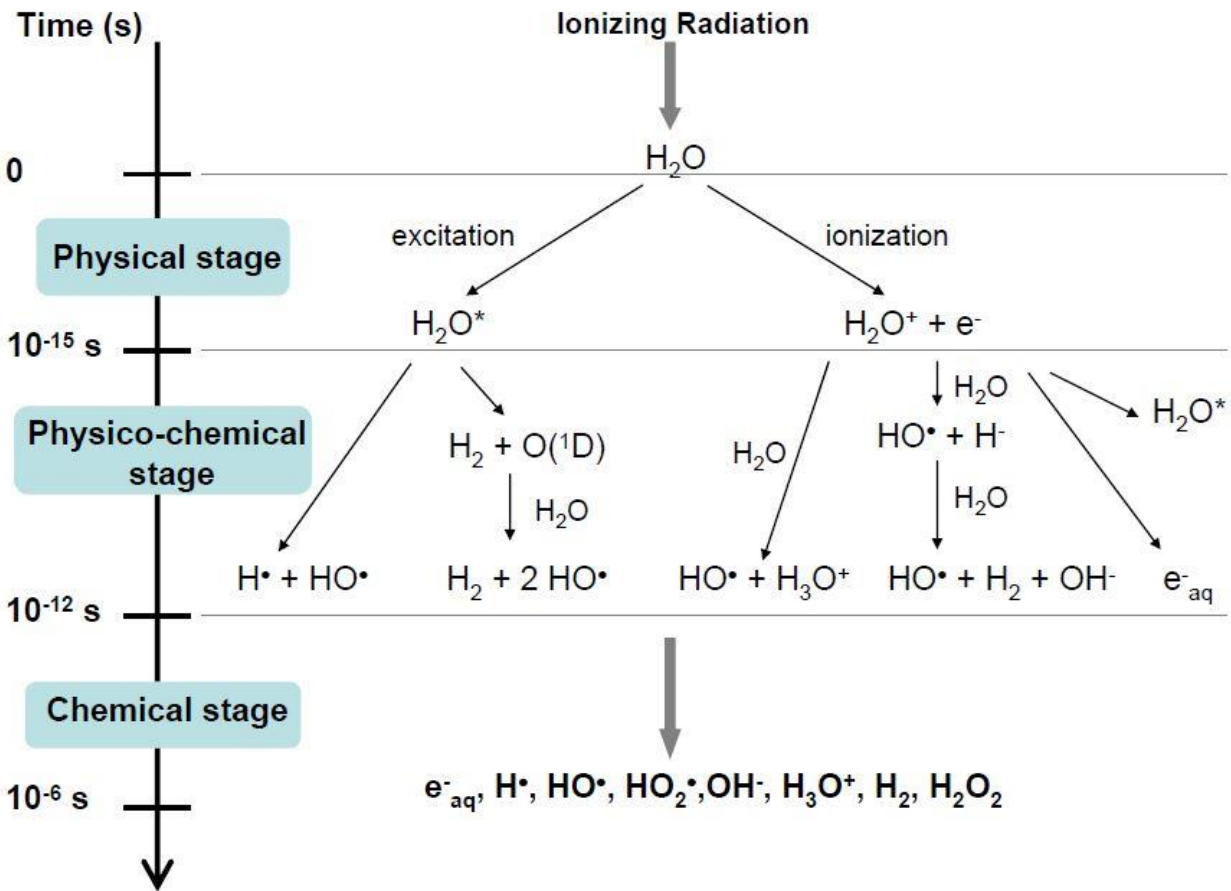 Time (s)
Ionizing Radiation
H₂O
0
excitation
ionization
Physical stage
H₂O*
H₂O⁺ + e⁻
10⁻¹⁵ s
H₂O
H₂O*
Physico-chemical
stage
H₂ + O(¹D)
HO• + H⁻
H₂O
H₂O
H₂O
H• + HO•
H₂ + 2 HO•
HO• + H₃O⁺
HO• + H₂ + OH⁻
e⁻aq
10⁻¹² s
Chemical stage
10⁻⁶ s
e⁻aq, H•, HO•, HO₂•,OH⁻, H₃O⁺, H₂, H₂O₂